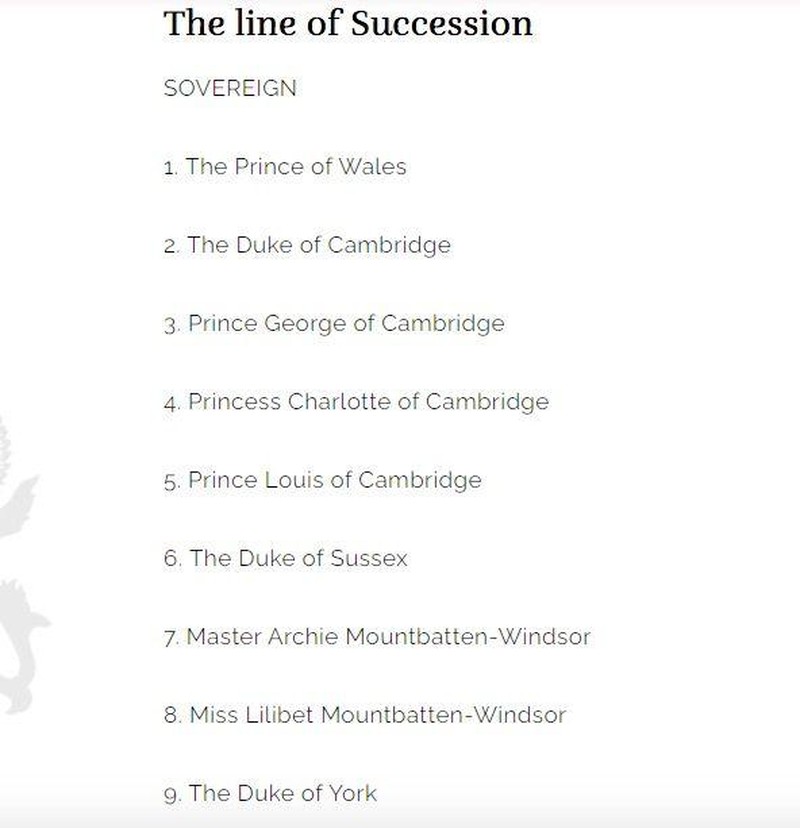 The line of Succession
SOVEREIGN
1. The Prince of Wales
2. The Duke of Cambridge
3. Prince George of Cambridge
4. Princess Charlotte of Cambridge
5. Prince Louis of Cambridge
6. The Duke of Sussex
7. Master Archie Mountbatten-Windsor
8. Miss Lilibet Mountbatten-Windsor
9. The Duke of York